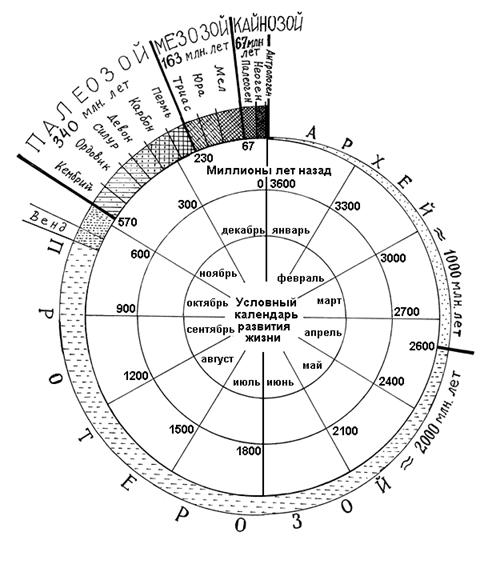 ПАЛЕОЗОЙ
340 млн. лет
МЕЗОЗОЙ
163 млн. лет
КАЙНОЗОЙ
67 млн
лет
Кембрий
Ордовик
Силур
Девон
Карбон
Пермь
Триас
Юра
Мел
Палеоген
Неоген
Антропоген
АРХЕЙ ≈ 1000 млн. лет
ПРОТЕРОЗОЙ ≈ 2000 млн. лет
Венд
570
230
67
Миллионы лет назад
0 3600
3300
3000
2700
2600
2400
2100
1800
1500
1200
900
600
300
декабрь январь
февраль
март
апрель
май
июнь
июль
август
сентябрь
октябрь
ноябрь
Условный
календарь
развития
жизни